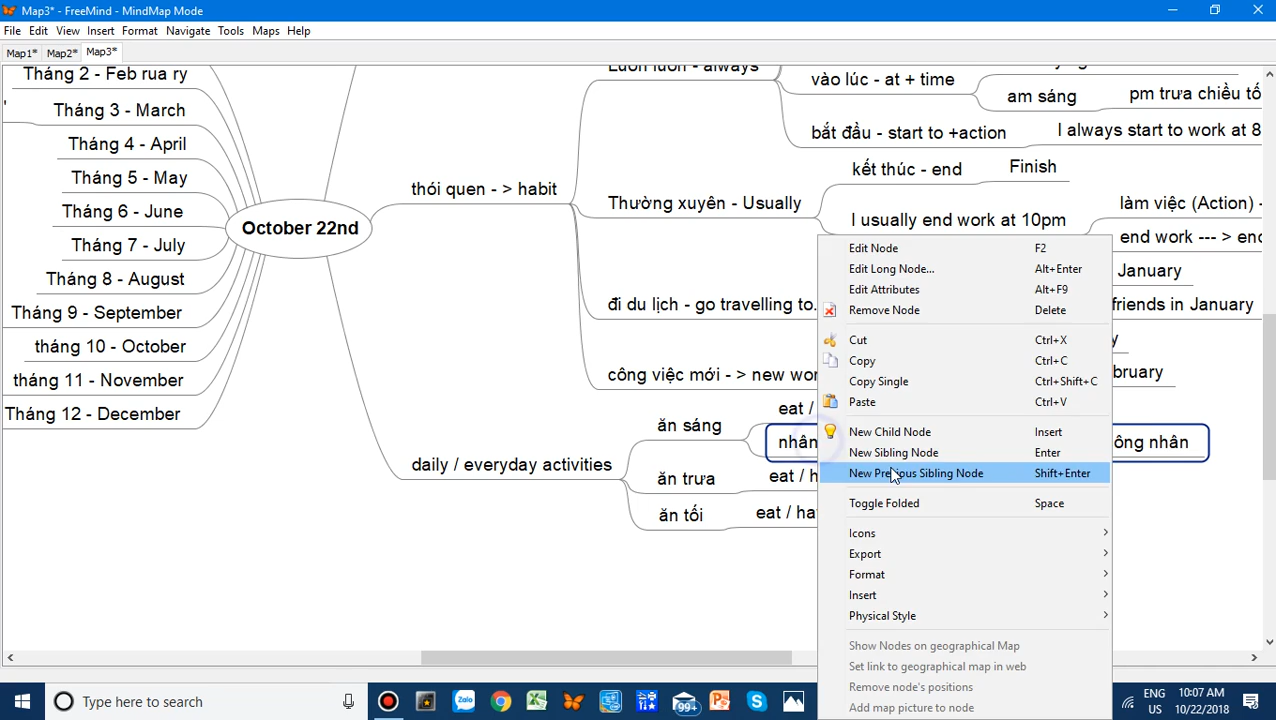 Map3* - FreeMind - MindMap Mode
File Edit View Insert Format Navigate Tools Maps Help
Map1* Map2* Map3*
Tháng 2 - Feb rua ry
Tháng 3 - March
Tháng 4 - April
Tháng 5 - May
Tháng 6 - June
Tháng 7 - July
Tháng 8 - August
Tháng 9 - September
tháng 10 - October
tháng 11 - November
Tháng 12 - December
October 22nd
thói quen - > habit
Luôn luôn - always
vào lúc - at + time
am sáng
pm trưa chiều tố
bắt đầu - start to +action
I always start to work at 8
Thường xuyên - Usually
kết thúc - end
Finish
I usually end work at 10pm
làm việc (Action) -
end work --- > end
đi du lịch - go travelling to.
January
friends in January
công việc mới - > new wor
bruary
daily / everyday activities
ăn sáng
eat /
nhân
ông nhân
ăn trưa
eat / h
ăn tối
eat / ha
Edit Node F2
Edit Long Node... Alt+Enter
Edit Attributes Alt+F9
Remove Node Delete
Cut Ctrl+X
Copy Ctrl+C
Copy Single Ctrl+Shift+C
Paste Ctrl+V
New Child Node Insert
New Sibling Node Enter
New Previous Sibling Node Shift+Enter
Toggle Folded Space
Icons
Export
Format
Insert
Physical Style
Show Nodes on geographical Map
Set link to geographical map in web
Remove node's positions
Add map picture to node
Type here to search
Zalo
99+
ENG
US
10:07 AM
10/22/2018